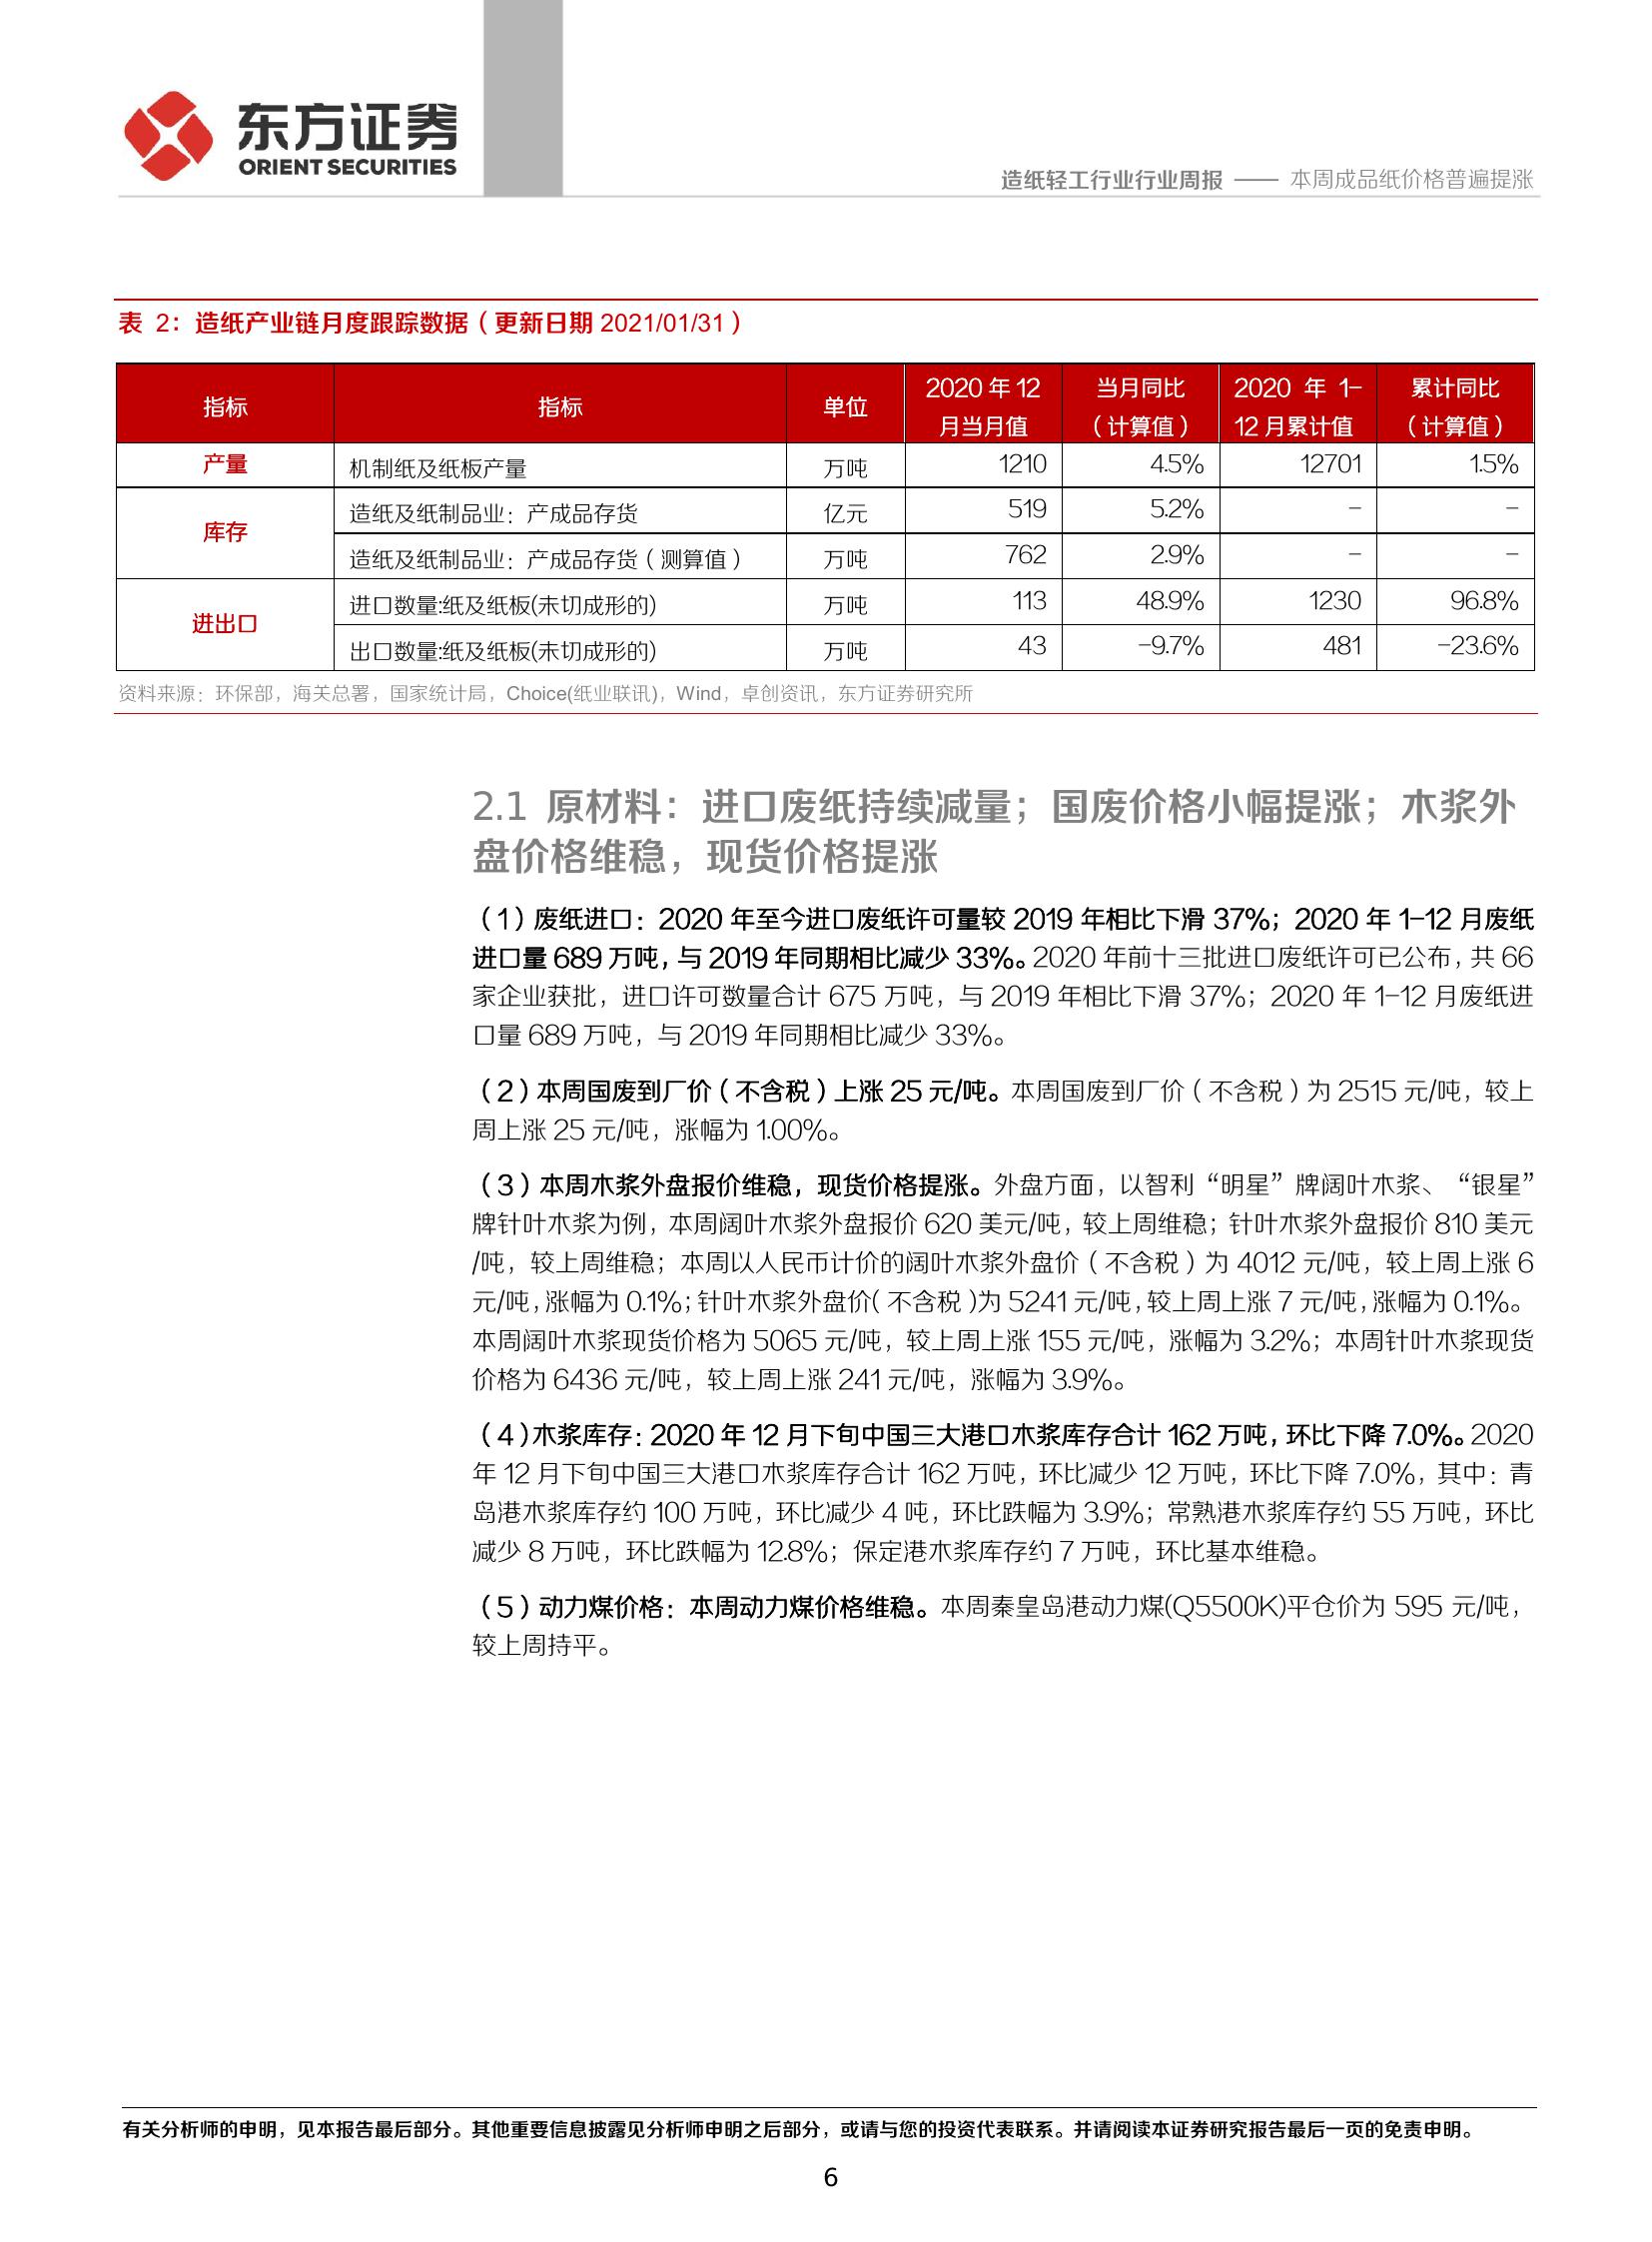 东方证券
ORIENT SECURITIES
造纸轻工行业行业周报 —— 本周成品纸价格普遍提涨
表 2：造纸产业链月度跟踪数据（更新日期 2021/01/31）
指标 指标 单位 2020 年 12 月当月值 当月同比（计算值） 2020 年 1-12 月累计值 累计同比（计算值）
产量 机制纸及纸板产量 万吨 1210 4.5% 12701 1.5%
库存 造纸及纸制品业：产成品存货 亿元 519 5.2% - -
造纸及纸制品业：产成品存货（测算值） 万吨 762 2.9% - -
进出口 进口数量:纸及纸板(未切成形的) 万吨 113 48.9% 1230 96.8%
出口数量:纸及纸板(未切成形的) 万吨 43 -9.7% 481 -23.6%
资料来源：环保部，海关总署，国家统计局，Choice(纸业联讯)，Wind，卓创资讯，东方证券研究所
2.1 原材料：进口废纸持续减量；国废价格小幅提涨；木浆外
盘价格维稳，现货价格提涨
（1）废纸进口：2020 年至今进口废纸许可量较 2019 年相比下滑 37%；2020 年 1-12 月废纸
进口量 689 万吨，与 2019 年同期相比减少 33%。2020 年前十三批进口废纸许可已公布，共 66
家企业获批，进口许可数量合计 675 万吨，与 2019 年相比下滑 37%；2020 年 1-12 月废纸进
口量 689 万吨，与 2019 年同期相比减少 33%。
（2）本周国废到厂价（不含税）上涨 25 元/吨。本周国废到厂价（不含税）为 2515 元/吨，较上
周上涨 25 元/吨，涨幅为 1.00%。
（3）本周木浆外盘报价维稳，现货价格提涨。外盘方面，以智利“明星”牌阔叶木浆、“银星”
牌针叶木浆为例，本周阔叶木浆外盘报价 620 美元/吨，较上周维稳；针叶木浆外盘报价 810 美元
/吨，较上周维稳；本周以人民币计价的阔叶木浆外盘价（不含税）为 4012 元/吨，较上周上涨 6
元/吨，涨幅为 0.1%；针叶木浆外盘价（不含税）为 5241 元/吨，较上周上涨 7 元/吨，涨幅为 0.1%。
本周阔叶木浆现货价格为 5065 元/吨，较上周上涨 155 元/吨，涨幅为 3.2%；本周针叶木浆现货
价格为 6436 元/吨，较上周上涨 241 元/吨，涨幅为 3.9%。
（4）木浆库存：2020 年 12 月下旬中国三大港口木浆库存合计 162 万吨，环比下降 7.0%。2020
年 12 月下旬中国三大港口木浆库存合计 162 万吨，环比减少 12 万吨，环比下降 7.0%，其中：青
岛港木浆库存约 100 万吨，环比减少 4 吨，环比跌幅为 3.9%；常熟港木浆库存约 55 万吨，环比
减少 8 万吨，环比跌幅为 12.8%；保定港木浆库存约 7 万吨，环比基本维稳。
（5）动力煤价格：本周动力煤价格维稳。本周秦皇岛港动力煤(Q5500K)平仓价为 595 元/吨，
较上周持平。
有关分析师的申明，见本报告最后部分。其他重要信息披露见分析师申明之后部分，或请与您的投资代表联系。并请阅读本证券研究报告最后一页的免责申明。
6